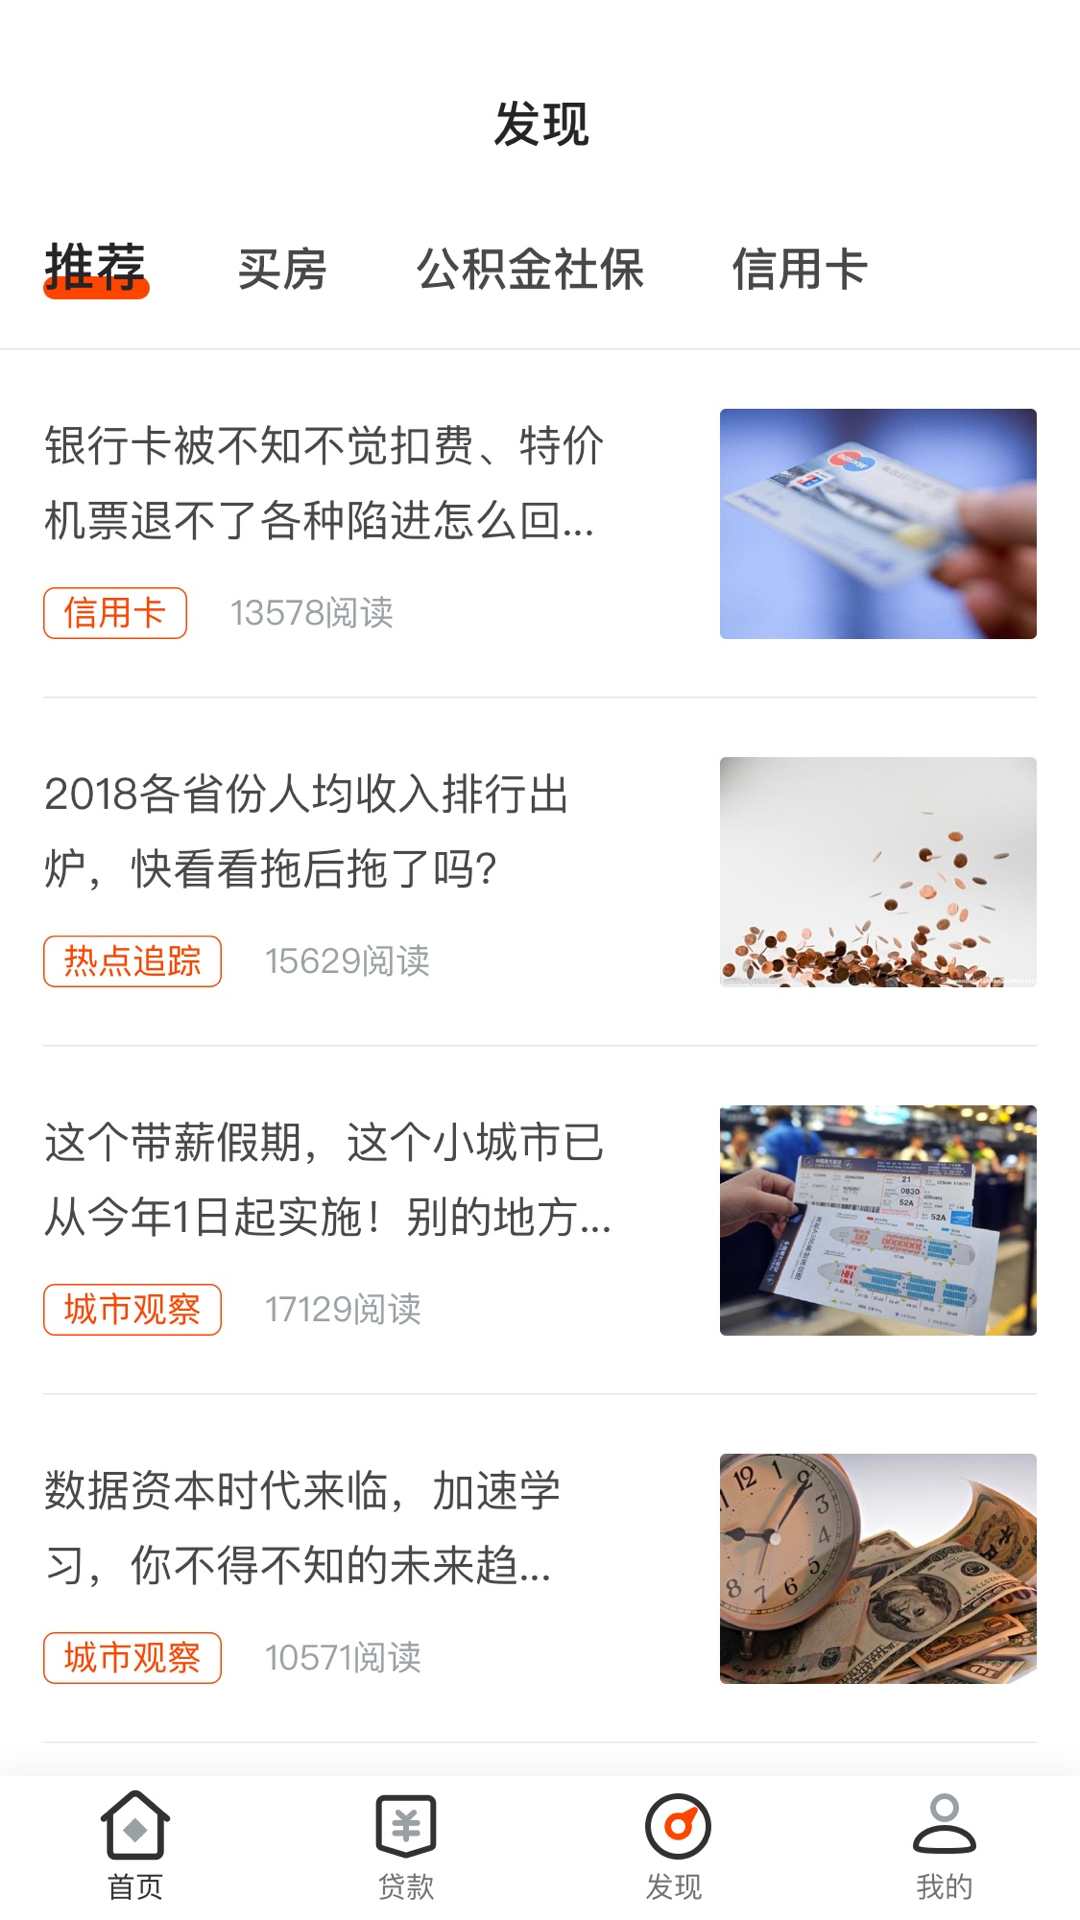 发现
推荐 买房 公积金社保 信用卡
银行卡被不知不觉扣费、特价
机票退不了各种陷进怎么回...
信用卡 13578阅读
2018各省份人均收入排行出
炉，快看看拖后拖了吗？
热点追踪 15629阅读
这个带薪假期，这个小城市已
从今年1日起实施！别的地方...
城市观察 17129阅读
数据资本时代来临，加速学
习，你不得不知的未来趋...
城市观察 10571阅读
首页 贷款 发现 我的